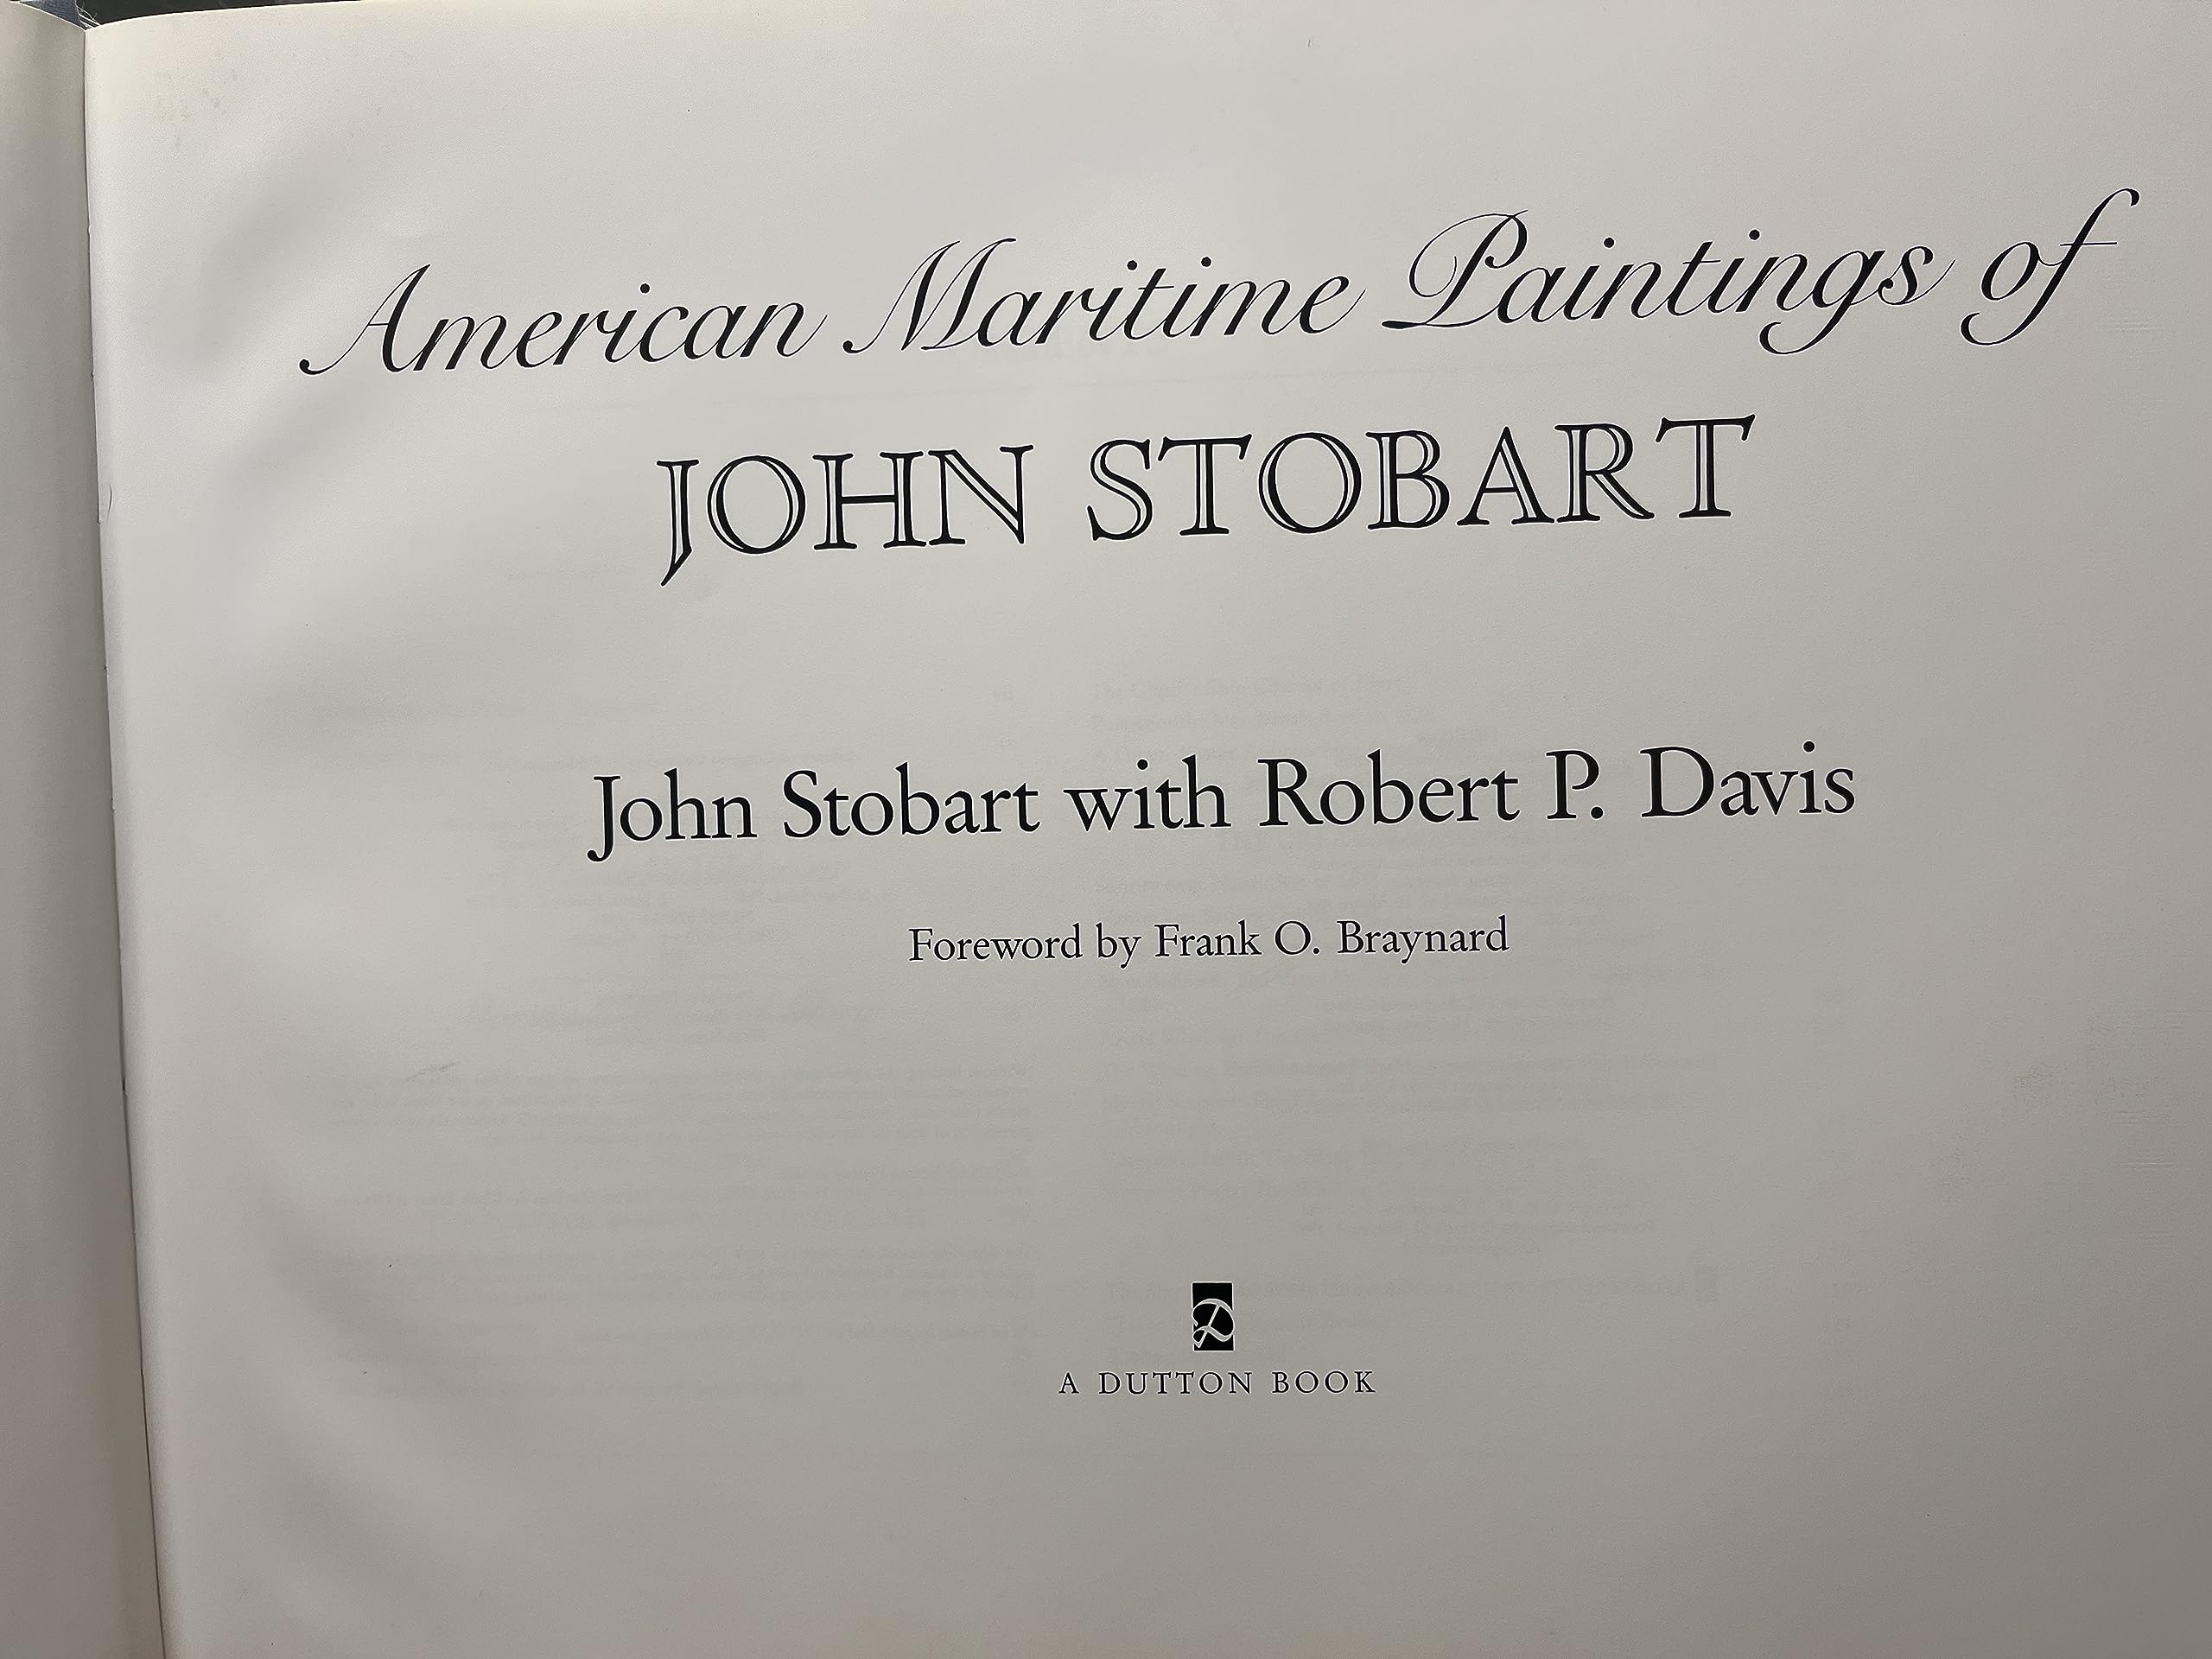 American Maritime Paintings of
JOHN STOBART
John Stobart with Robert P. Davis
Foreword by Frank O. Braynard
D
A DUTTON BOOK